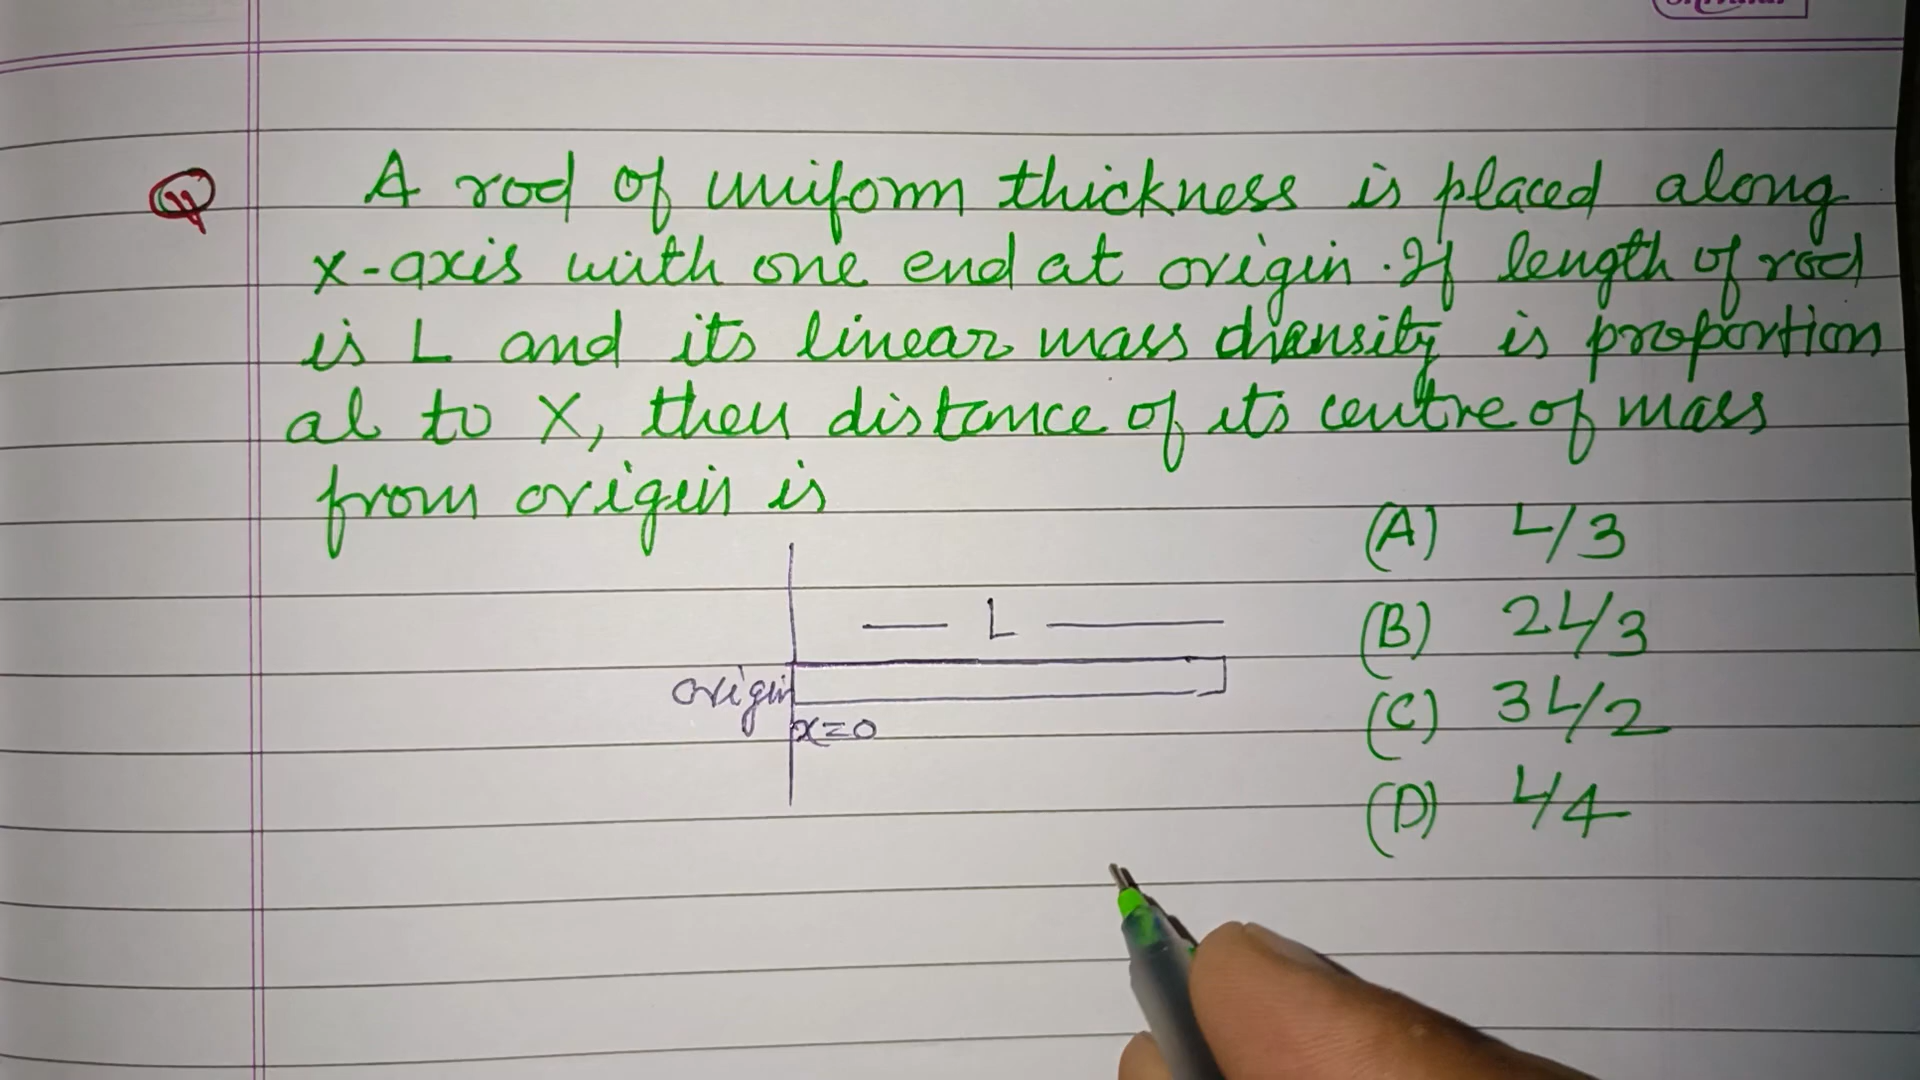 Q
A rod of uniform thickness is placed along
x-axis with one end at origin. If length of rod
is L and its linear mass density is proportion
al to X, then distance of its centre of mass
from origin is
(A) L/3
L
(B) 2L/3
origin
(C) 3L/2
x=0
(D) L/4